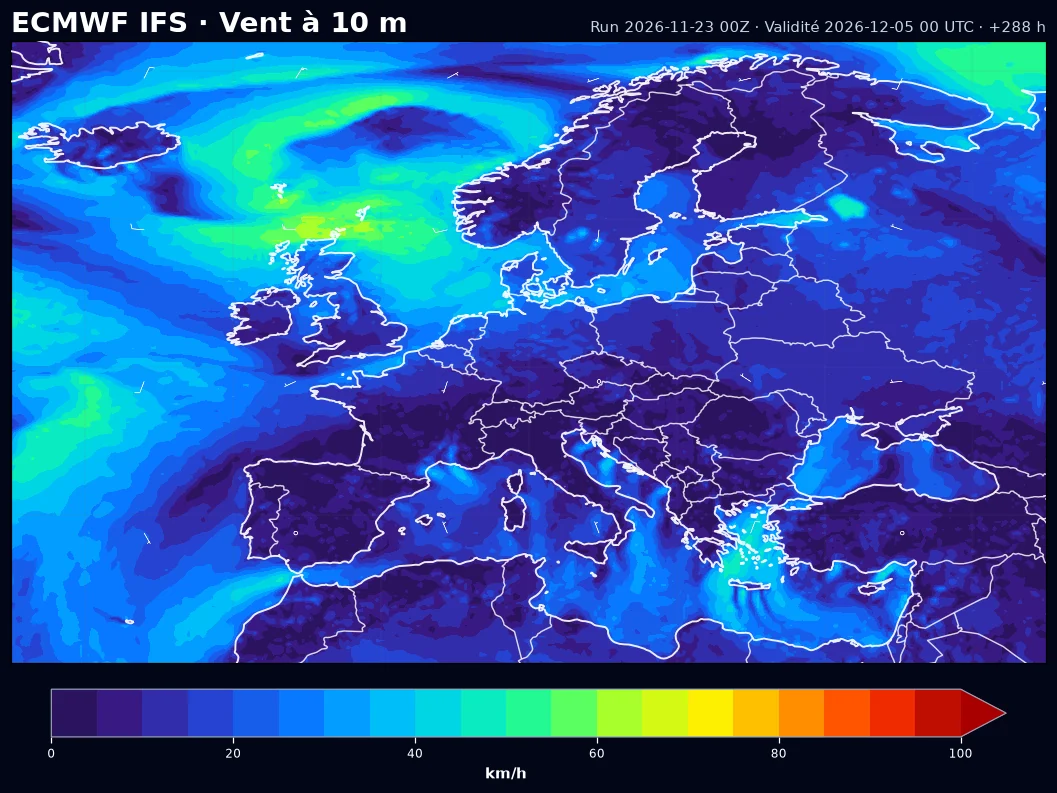 ECMWF IFS · Vent à 10 m
Run 2026-11-23 00Z · Validité 2026-12-05 00 UTC · +288 h
0 20 40 60 80 100
km/h